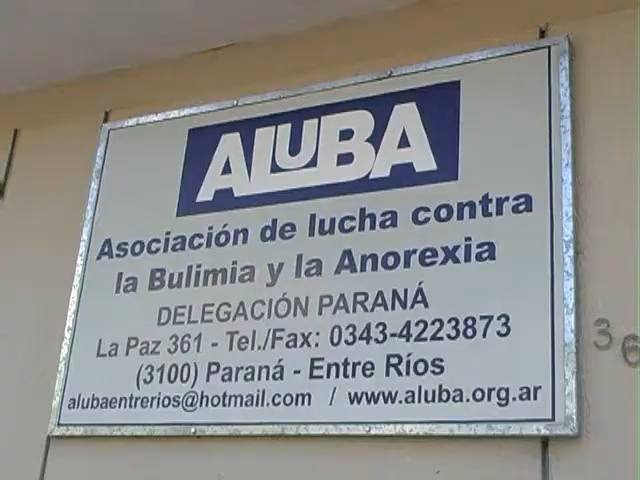 ALUBA
Asociación de lucha contra
la Bulimia y la Anorexia
DELEGACIÓN PARANÁ
La Paz 361 - Tel./Fax: 0343-4223873
(3100) Paraná - Entre Ríos
alubaentrerios@hotmail.com / www.aluba.org.ar
36